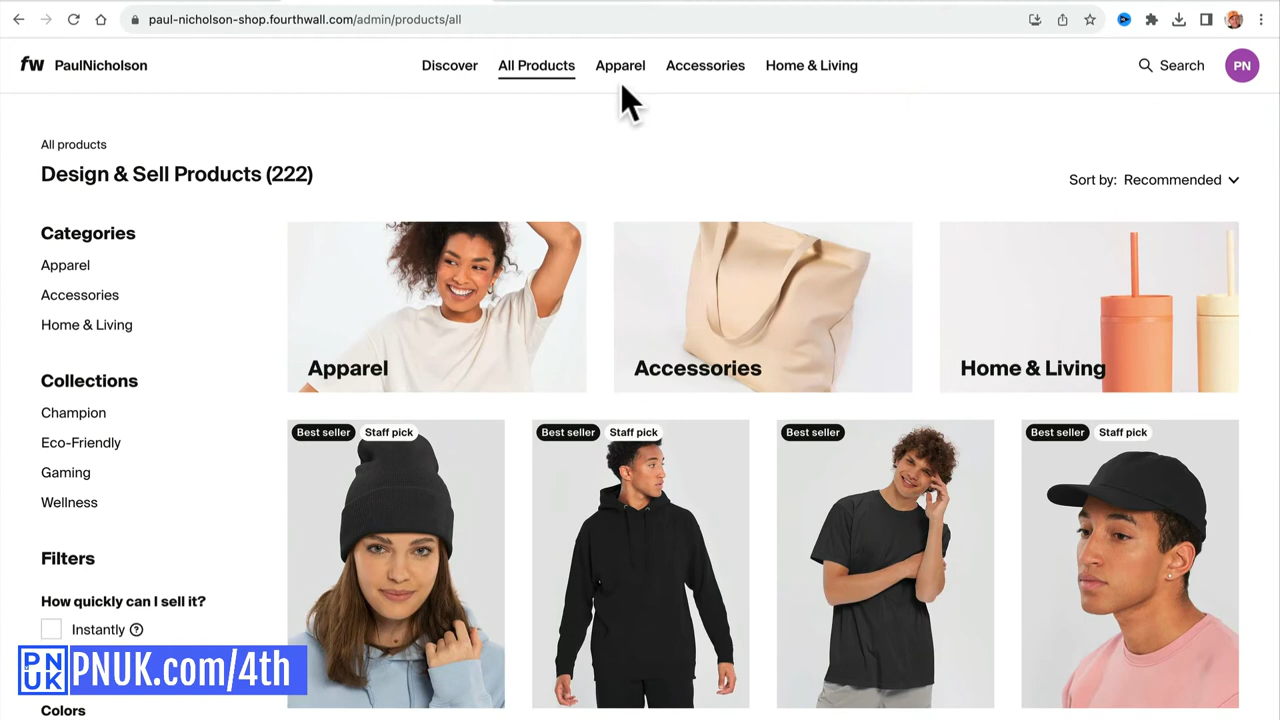 paul-nicholson-shop.fourthwall.com/admin/products/all
fw PaulNicholson
Discover All Products Apparel Accessories Home & Living
Search PN
All products
Design & Sell Products (222)
Sort by: Recommended
Categories
Apparel
Accessories
Home & Living
Collections
Champion
Eco-Friendly
Gaming
Wellness
Filters
How quickly can I sell it?
Instantly ?
Colors
Apparel
Accessories
Home & Living
Best seller Staff pick
Best seller Staff pick
Best seller
Best seller Staff pick
PN
UK
PNUK.com/4th